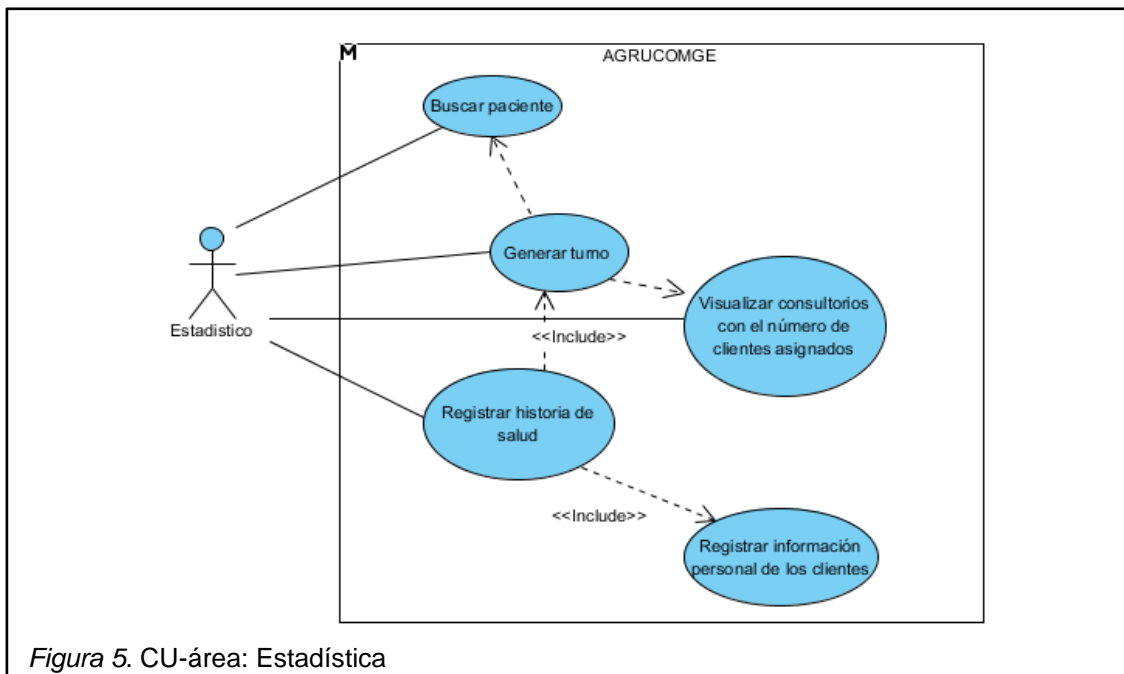 M
AGRUCOMGE
Buscar paciente
Generar turno
Visualizar consultorios
con el número de
clientes asignados
Estadistico
<<Include>>
Registrar historia de
salud
<<Include>>
Registrar información
personal de los clientes
Figura 5. CU-área: Estadística